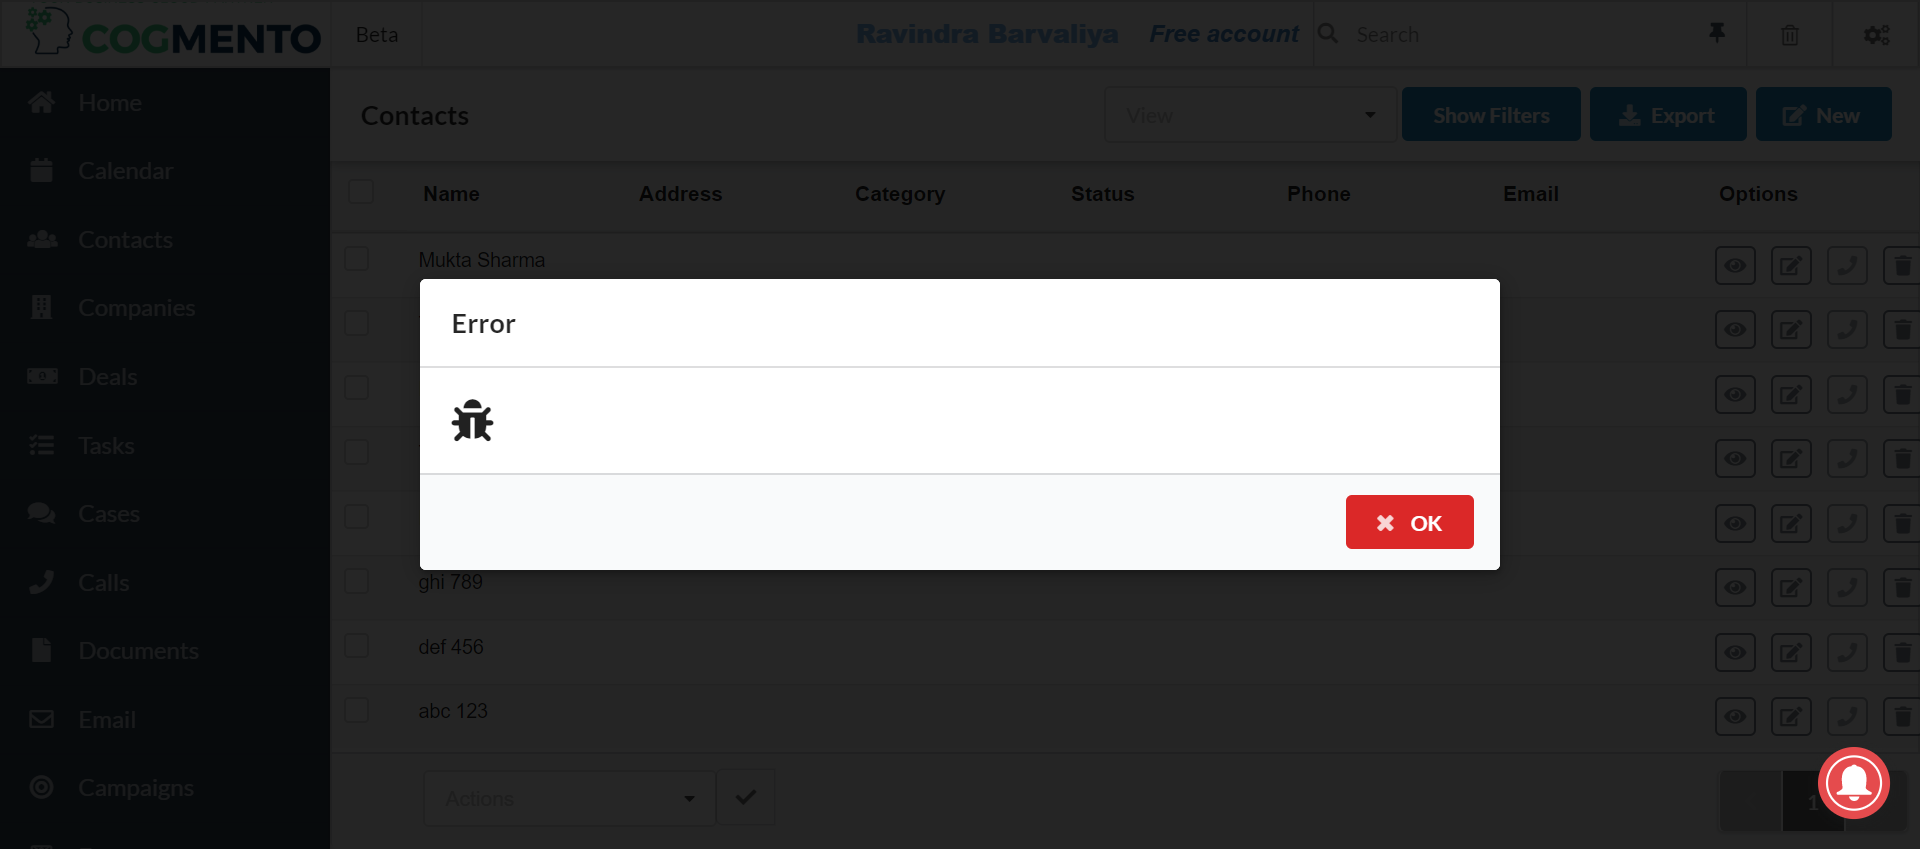 COGMENTO
Beta
Ravindra Barvaliya
Free account
Search
Home
Calendar
Contacts
Companies
Deals
Tasks
Cases
Calls
Documents
Email
Campaigns
Contacts
View
Show Filters
Export
New
Name Address Category Status Phone Email Options
Mukta Sharma
Error
OK
ghi 789
def 456
abc 123
Actions
1